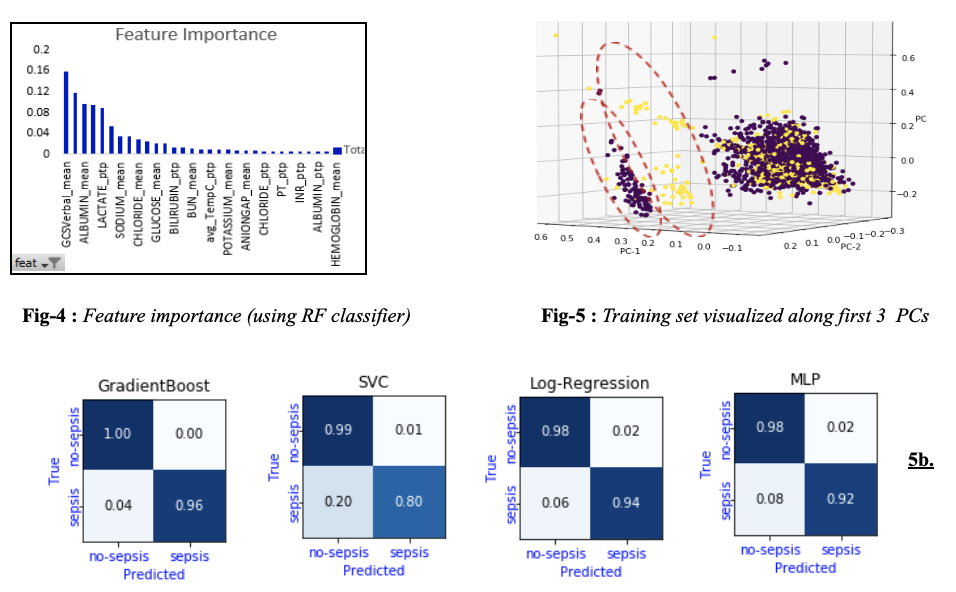 Feature Importance
0.2
0.16
0.12
0.08
0.04
0
Tota
GCSVerbal_mean
ALBUMIN_mean
LACTATE_ptp
SODIUM_mean
CHLORIDE_mean
GLUCOSE_mean
BILIRUBIN_ptp
BUN_mean
avg_TempC_ptp
POTASSIUM_mean
ANIONGAP_mean
CHLORIDE_ptp
PT_ptp
INR_ptp
ALBUMIN_ptp
HEMOGLOBIN_mean
feat
0.6
0.4
0.2
PC
0.0
−0.2
0.6 0.5 0.4 0.3 0.2 0.1 0.0 −0.1
PC-1
0.2 0.1 0.0 −0.1 −0.2 −0.3
PC-2
Fig-4 : Feature importance (using RF classifier)
Fig-5 : Training set visualized along first 3 PCs
GradientBoost
True
no-sepsis
sepsis
1.00 0.00
0.04 0.96
no-sepsis sepsis
Predicted
SVC
True
no-sepsis
sepsis
0.99 0.01
0.20 0.80
no-sepsis sepsis
Predicted
Log-Regression
True
no-sepsis
sepsis
0.98 0.02
0.06 0.94
no-sepsis sepsis
Predicted
MLP
True
no-sepsis
sepsis
0.98 0.02
0.08 0.92
no-sepsis sepsis
Predicted
5b.